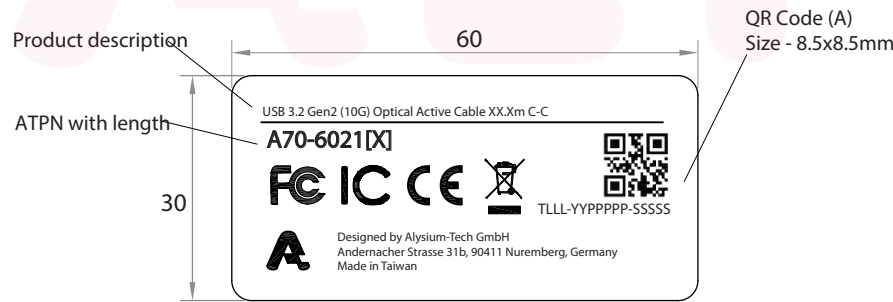 QR Code (A)
Size - 8.5x8.5mm
Product description
60
USB 3.2 Gen2 (10G) Optical Active Cable XX.Xm C-C
ATPN with length
A70-6021[X]
FC IC CE
30
TLLL-YYPPPPP-SSSSS
Designed by Alysium-Tech GmbH
Andernacher Strasse 31b, 90411 Nuremberg, Germany
Made in Taiwan